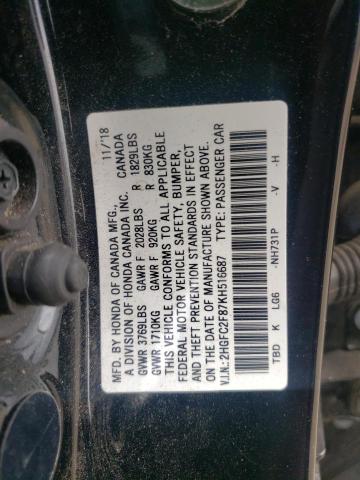 MFD. BY HONDA OF CANADA MFG., 11/18
A DIVISION OF HONDA CANADA INC. CANADA
GVWR 3769LBS GAWR F 2028LBS R 1829LBS
GVWR 1710KG GAWR F 920KG R 830KG
THIS VEHICLE CONFORMS TO ALL APPLICABLE
FEDERAL MOTOR VEHICLE SAFETY, BUMPER,
AND THEFT PREVENTION STANDARDS IN EFFECT
ON THE DATE OF MANUFACTURE SHOWN ABOVE.
V.I.N.:2HGFC2F87KH516687 TYPE: PASSENGER CAR
TBD K LG6 -NH731P -V -H